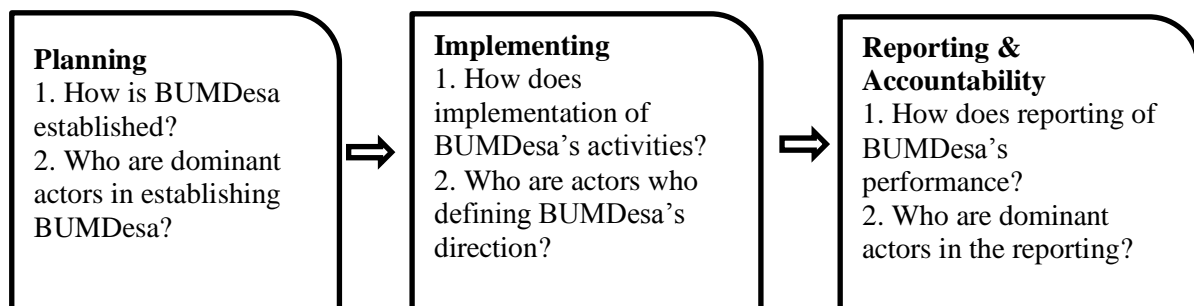 Planning
1. How is BUMDesa
established?
2. Who are dominant
actors in establishing
BUMDesa?
Implementing
1. How does
implementation of
BUMDesa’s activities?
2. Who are actors who
defining BUMDesa’s
direction?
Reporting &
Accountability
1. How does reporting of
BUMDesa’s
performance?
2. Who are dominant
actors in the reporting?